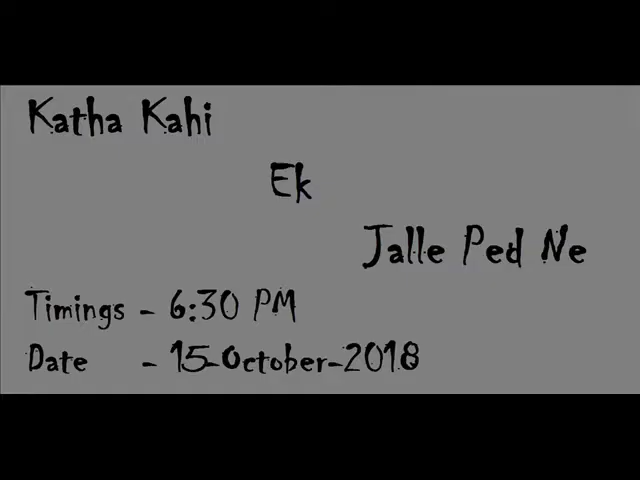 Katha Kahi
Ek
Jalle Ped Ne
Timings - 6:30 PM
Date - 15-October-2018